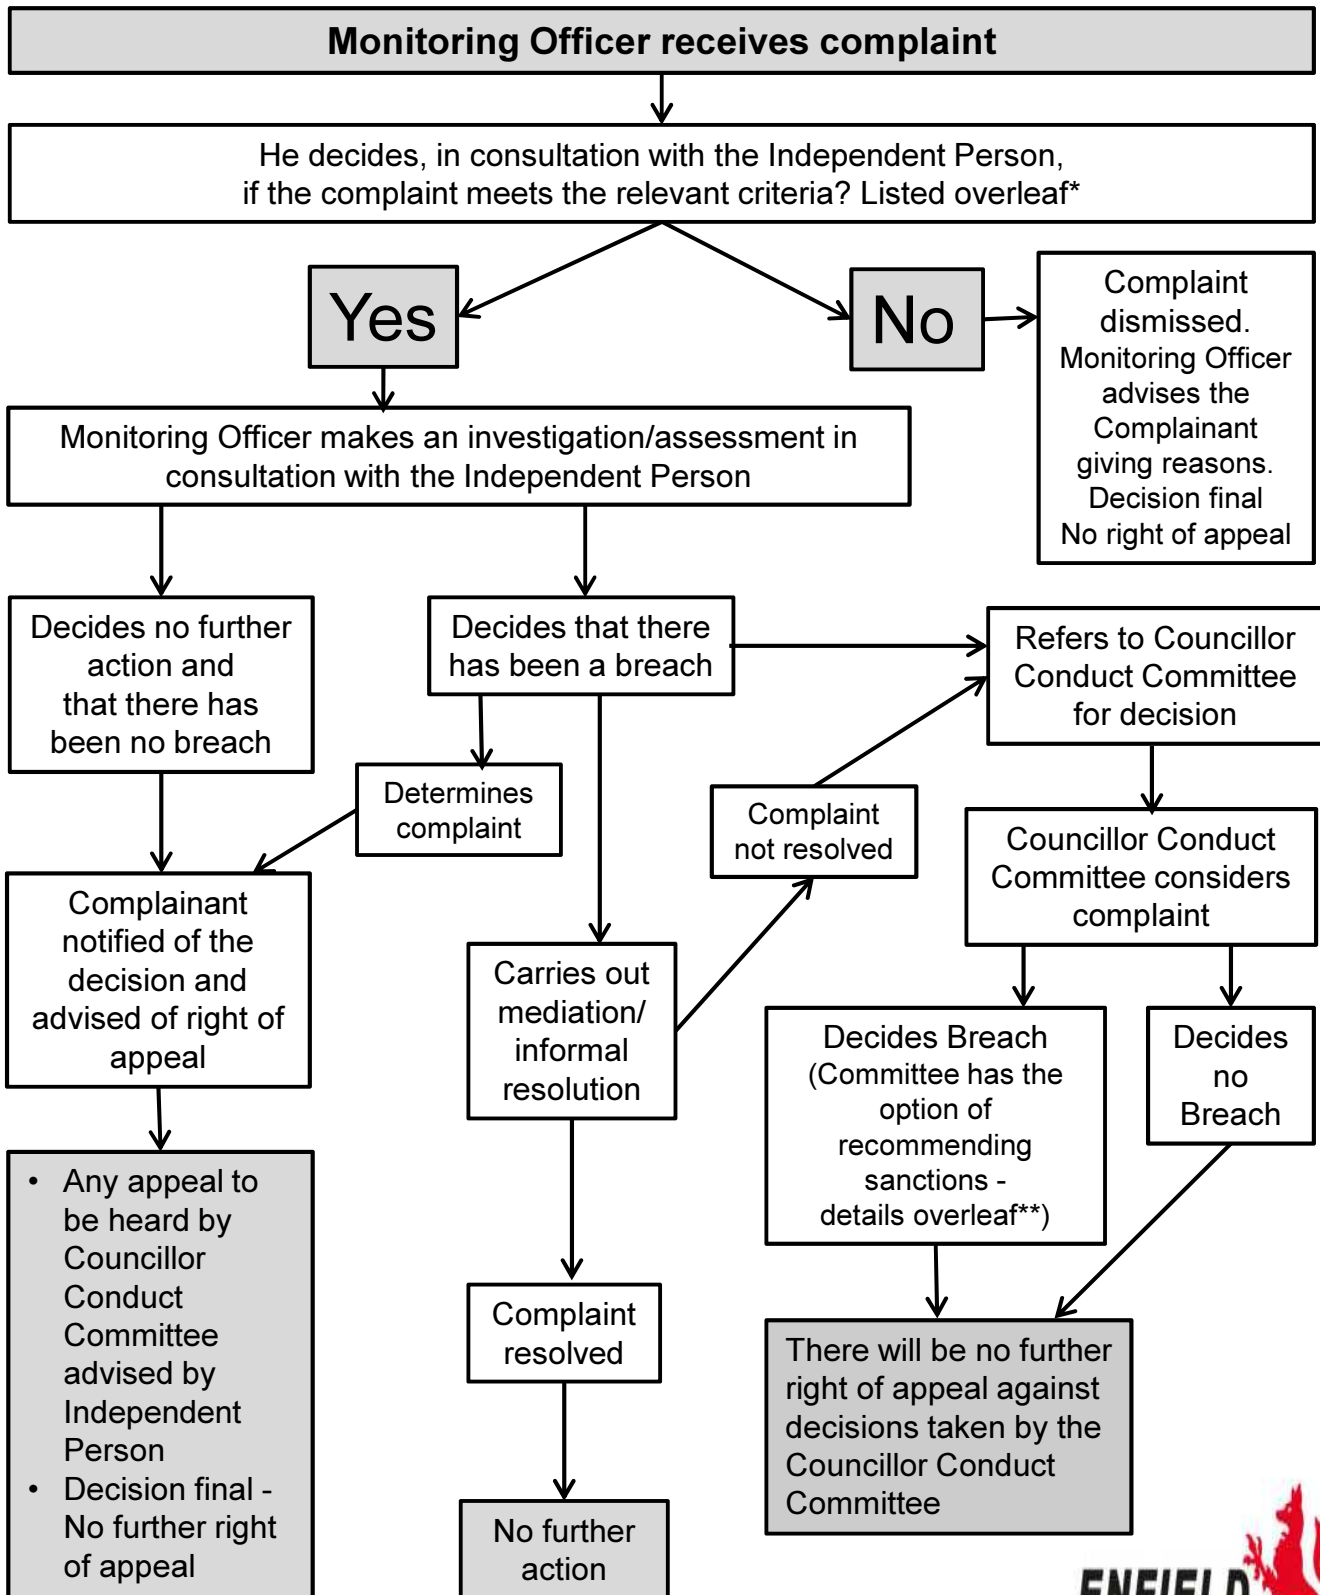 Monitoring Officer receives complaint
He decides, in consultation with the Independent Person,
if the complaint meets the relevant criteria? Listed overleaf*
Yes
No
Complaint
dismissed.
Monitoring Officer
advises the
Complainant
giving reasons.
Decision final
No right of appeal
Monitoring Officer makes an investigation/assessment in
consultation with the Independent Person
Decides no further
action and
that there has
been no breach
Decides that there
has been a breach
Refers to Councillor
Conduct Committee
for decision
Determines
complaint
Complaint
not resolved
Councillor Conduct
Committee considers
complaint
Complainant
notified of the
decision and
advised of right of
appeal
Carries out
mediation/
informal
resolution
Decides Breach
(Committee has the
option of
recommending
sanctions -
details overleaf**)
Decides
no
Breach
• Any appeal to
be heard by
Councillor
Conduct
Committee
advised by
Independent
Person
• Decision final -
No further right
of appeal
Complaint
resolved
There will be no further
right of appeal against
decisions taken by the
Councillor Conduct
Committee
No further
action
ENFIELD